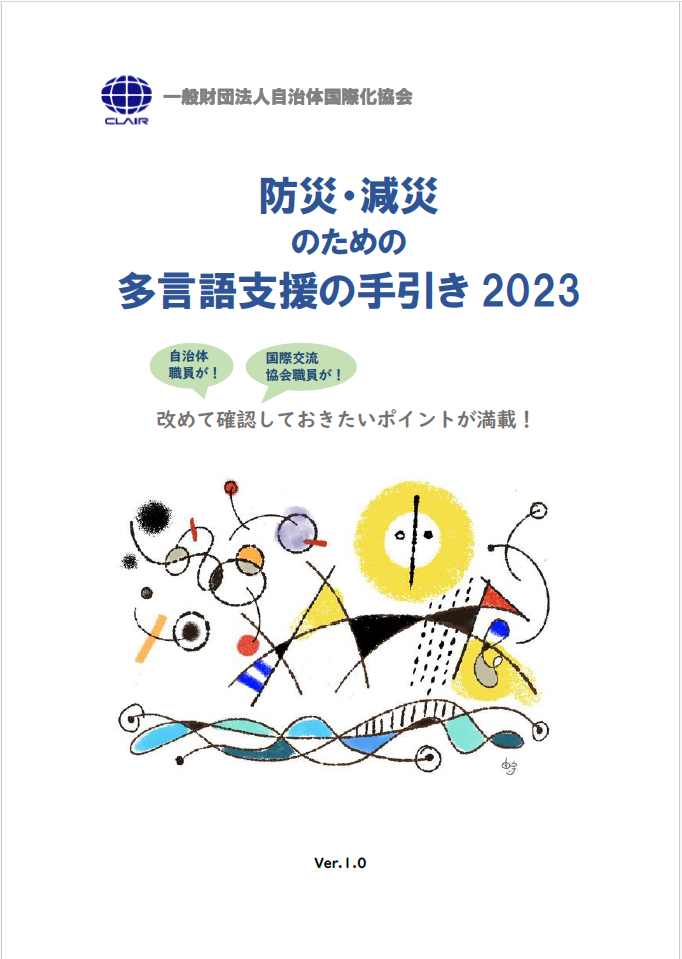 CLAIR
一般財団法人自治体国際化協会
防災・減災
のための
多言語支援の手引き 2023
自治体
職員が！
国際交流
協会職員が！
改めて確認しておきたいポイントが満載！
Ver.1.0